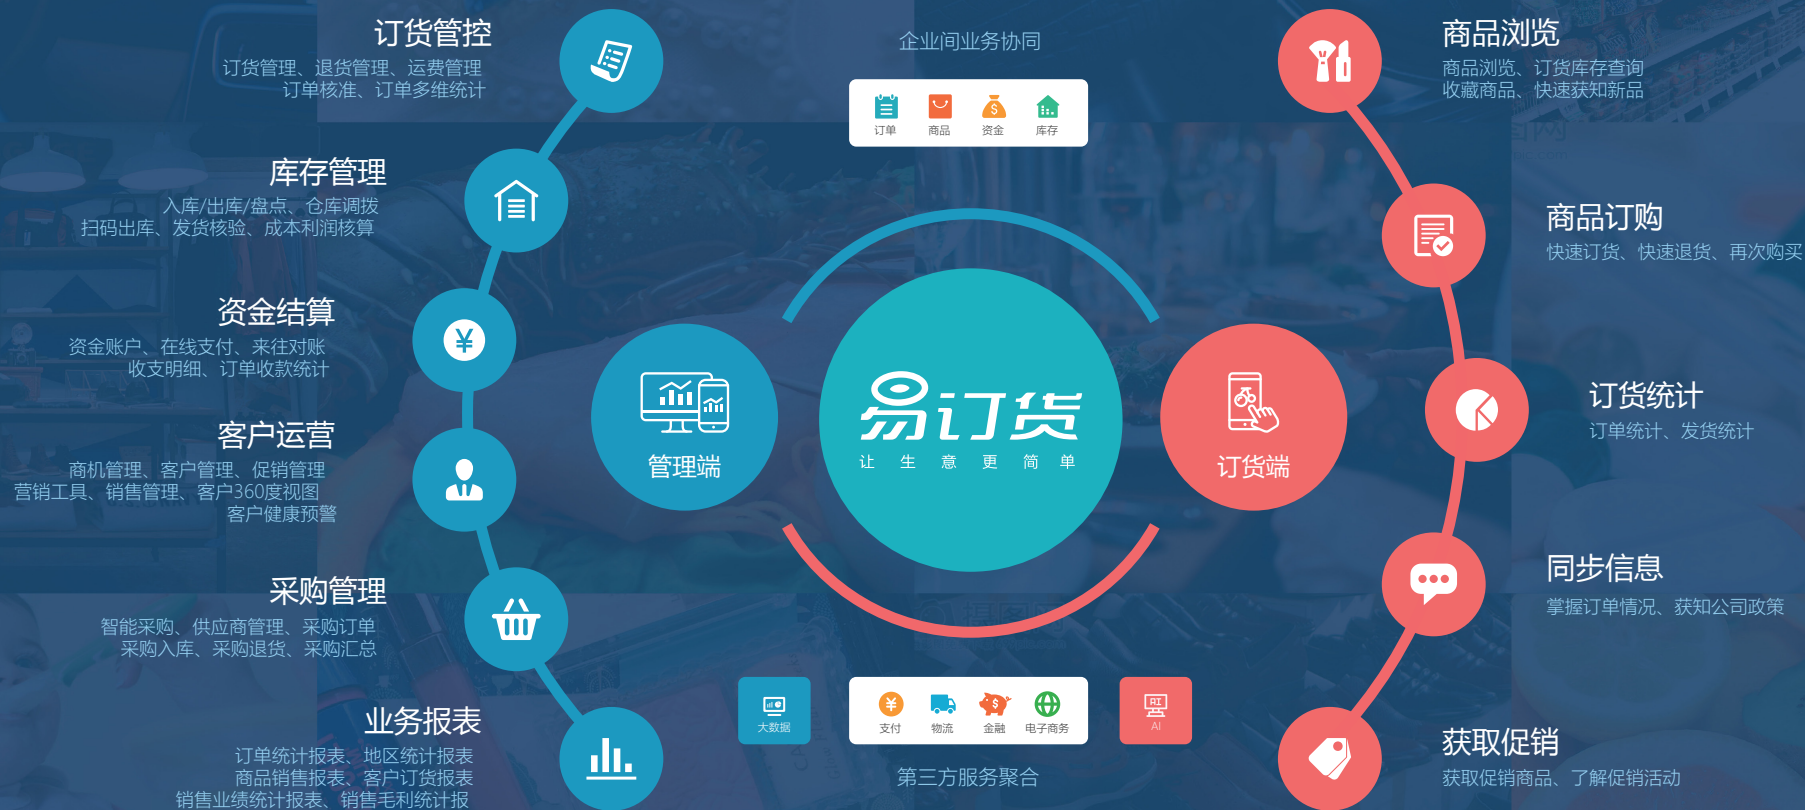 订货管控
订货管理、退货管理、运费管理
订单核准、订单多维统计
库存管理
入库/出库/盘点、仓库调拨
扫码出库、发货核验、成本利润核算
资金结算
资金账户、在线支付、来往对账
收支明细、订单收款统计
客户运营
商机管理、客户管理、促销管理
营销工具、销售管理、客户360度视图
客户健康预警
采购管理
智能采购、供应商管理、采购订单
采购入库、采购退货、采购汇总
业务报表
订单统计报表、地区统计报表
商品销售报表、客户订货报表
销售业绩统计报表、销售毛利统计报
企业间业务协同
订单 商品 资金 库存
管理端
易订货
让生意更简单
订货端
大数据
支付 物流 金融 电子商务
AI
AI
第三方服务聚合
商品浏览
商品浏览、订货库存查询
收藏商品、快速获知新品
商品订购
快速订货、快速退货、再次购买
订货统计
订单统计、发货统计
同步信息
掌握订单情况、获知公司政策
获取促销
获取促销商品、了解促销活动